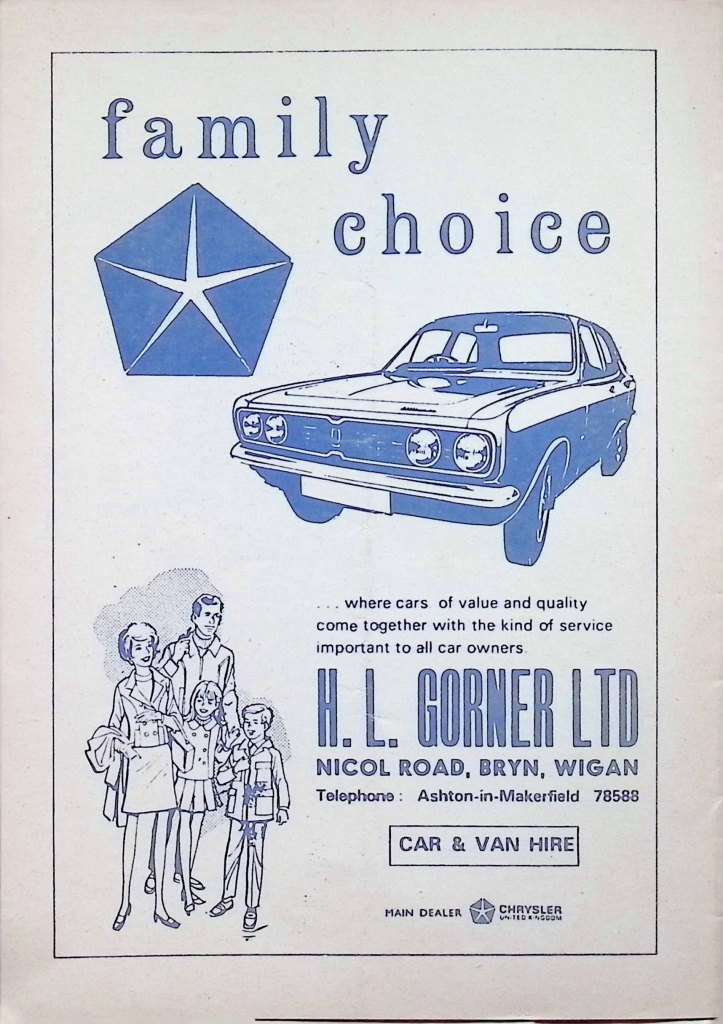 family
choice
... where cars of value and quality
come together with the kind of service
important to all car owners
H. L. GORNER LTD
NICOL ROAD, BRYN, WIGAN
Telephone : Ashton-in-Makerfield 78588
CAR & VAN HIRE
MAIN DEALER CHRYSLER
UNITED KINGDOM